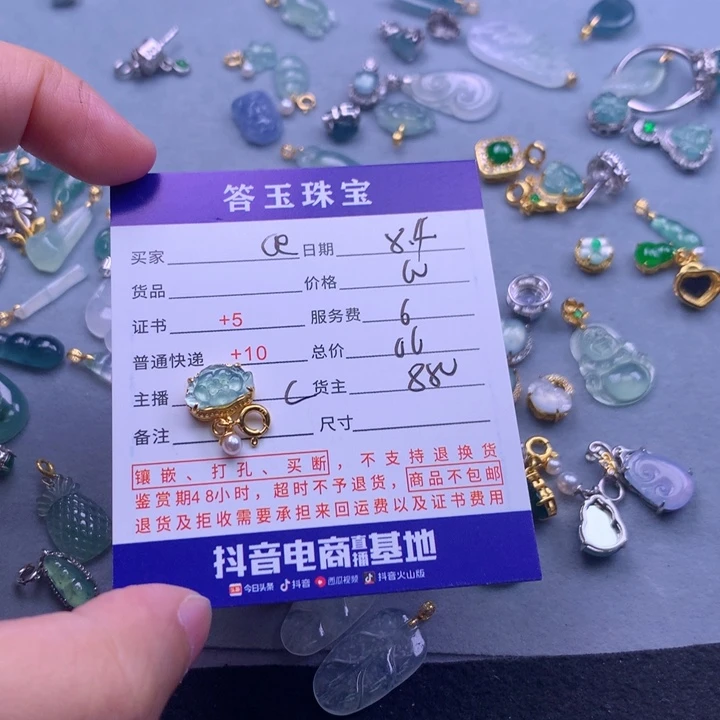 答玉珠宝
买家 日期 8.4
货品 价格
证书 +5 服务费 6
普通快递 +10 总价
主播 货主
备注 尺寸
镶嵌、打孔、买断，不支持退换货
鉴赏期48小时，超时不予退货，商品不包邮
退货及拒收需要承担来回运费以及证书费用
抖音电商直播基地
头条 今日头条 抖音 西瓜视频 抖音火山版